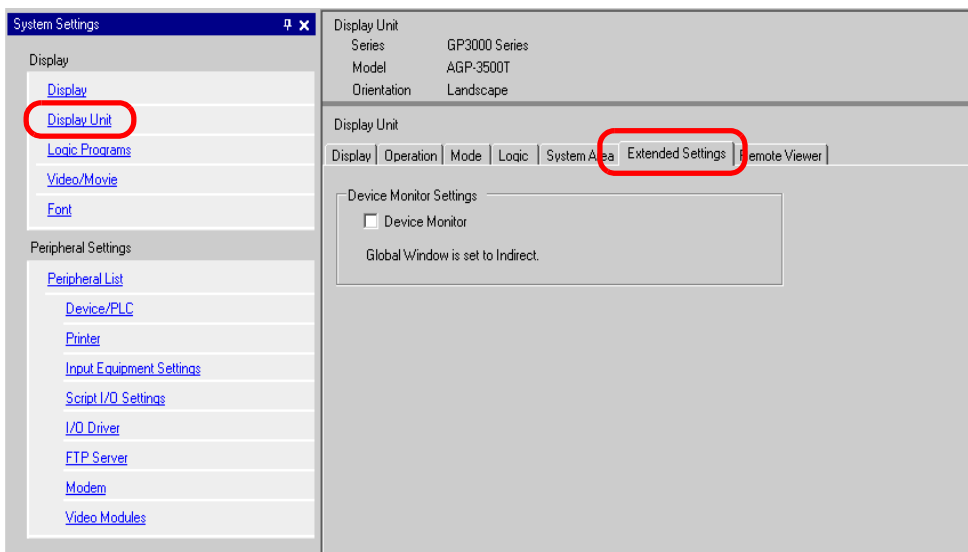 System Settings
Display
Display
Display Unit
Logic Programs
Video/Movie
Font
Peripheral Settings
Peripheral List
Device/PLC
Printer
Input Equipment Settings
Script I/O Settings
I/O Driver
FTP Server
Modem
Video Modules
Display Unit
Series GP3000 Series
Model AGP-3500T
Orientation Landscape
Display Unit
Display Operation Mode Logic System Area Extended Settings Remote Viewer
Device Monitor Settings
Device Monitor
Global Window is set to Indirect.